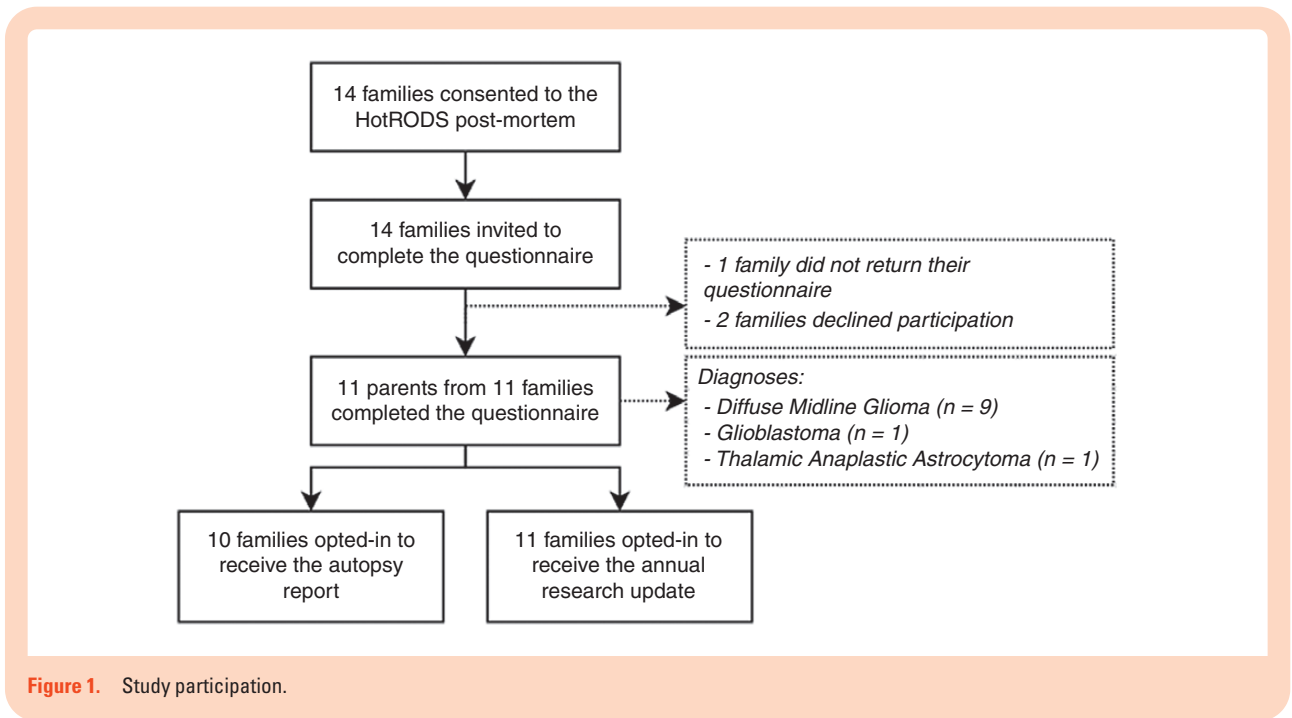 14 families consented to the
HotRODS post-mortem
14 families invited to
complete the questionnaire
- 1 family did not return their
questionnaire
- 2 families declined participation
11 parents from 11 families
completed the questionnaire
Diagnoses:
- Diffuse Midline Glioma (n = 9)
- Glioblastoma (n = 1)
- Thalamic Anaplastic Astrocytoma (n = 1)
10 families opted-in to
receive the autopsy
report
11 families opted-in to
receive the annual
research update
Figure 1. Study participation.